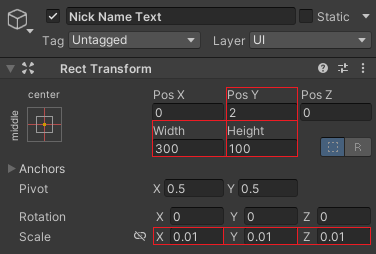 Nick Name Text Static
Tag Untagged Layer UI
Rect Transform
center
middle
Pos X Pos Y Pos Z
0 2 0
Width Height
300 100
R
Anchors
Pivot X 0.5 Y 0.5
Rotation X 0 Y 0 Z 0
Scale X 0.01 Y 0.01 Z 0.01